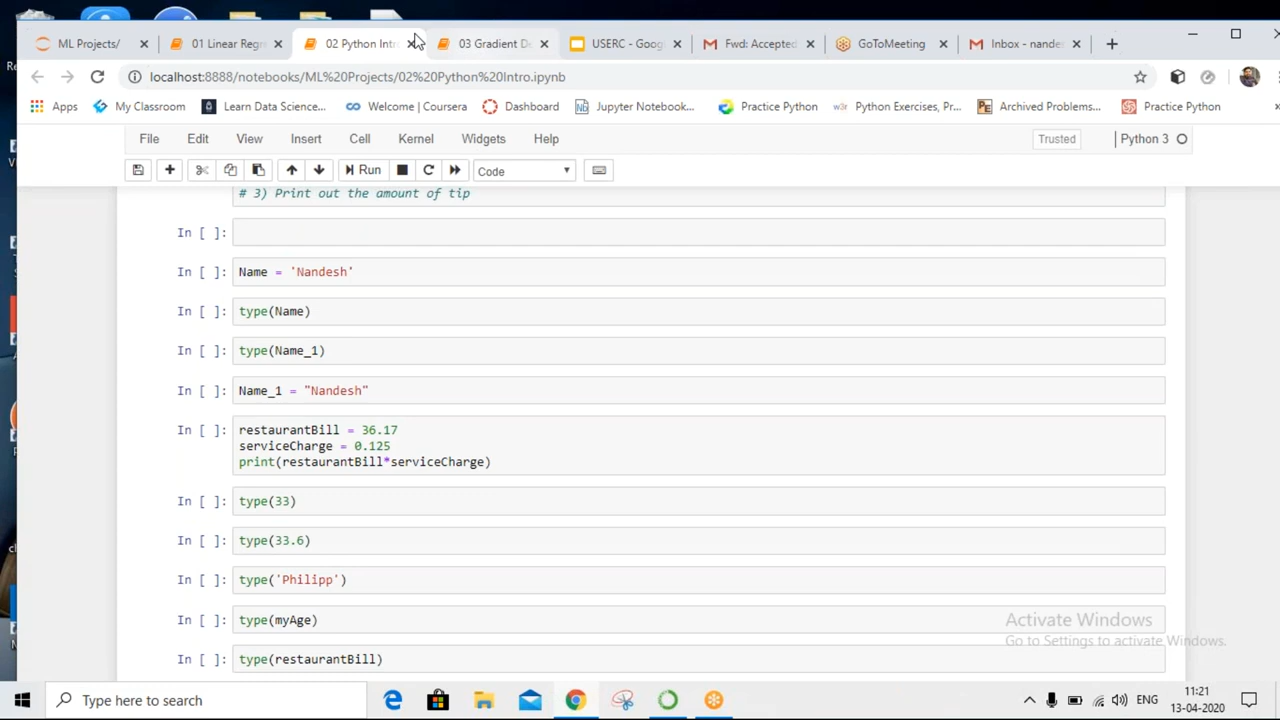 ML Projects/
01 Linear Regr
02 Python Intr
03 Gradient De
USERC - Goog
Fwd: Accepted
GoToMeeting
Inbox - nande
localhost:8888/notebooks/ML%20Projects/02%20Python%20Intro.ipynb
Apps
My Classroom
Learn Data Science...
Welcome | Coursera
Dashboard
Jupyter Notebook...
Practice Python
Python Exercises, Pr...
Archived Problems...
Practice Python
File
Edit
View
Insert
Cell
Kernel
Widgets
Help
Trusted
Python 3
Run
Code
# 3) Print out the amount of tip
In [ ]:
In [ ]: Name = 'Nandesh'
In [ ]: type(Name)
In [ ]: type(Name_1)
In [ ]: Name_1 = "Nandesh"
In [ ]: restaurantBill = 36.17
serviceCharge = 0.125
print(restaurantBill*serviceCharge)
In [ ]: type(33)
In [ ]: type(33.6)
In [ ]: type('Philipp')
In [ ]: type(myAge)
In [ ]: type(restaurantBill)
Activate Windows
Go to Settings to activate Windows.
Type here to search
ENG
11:21
13-04-2020